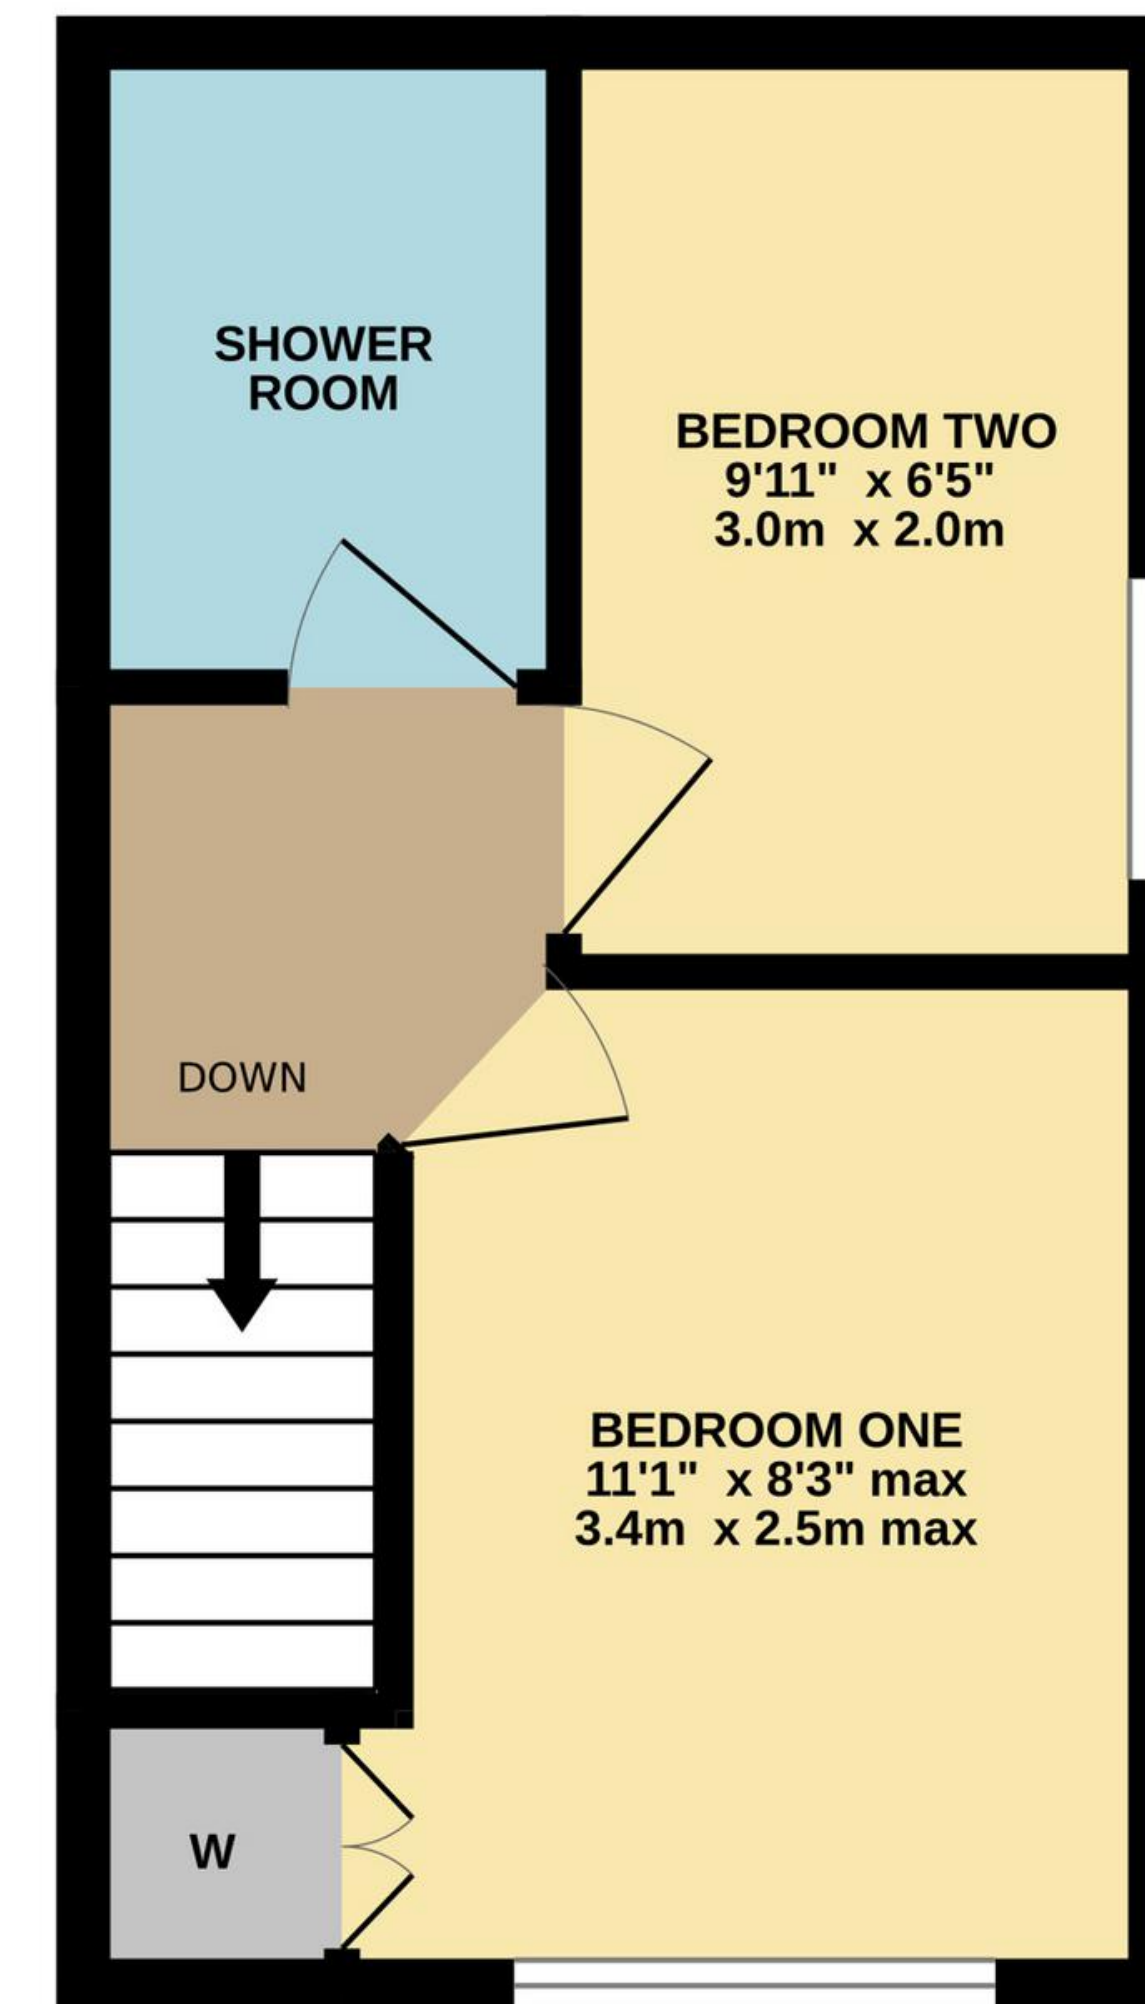 SHOWER
ROOM
BEDROOM TWO
9'11" x 6'5"
3.0m x 2.0m
DOWN
BEDROOM ONE
11'1" x 8'3" max
3.4m x 2.5m max
W